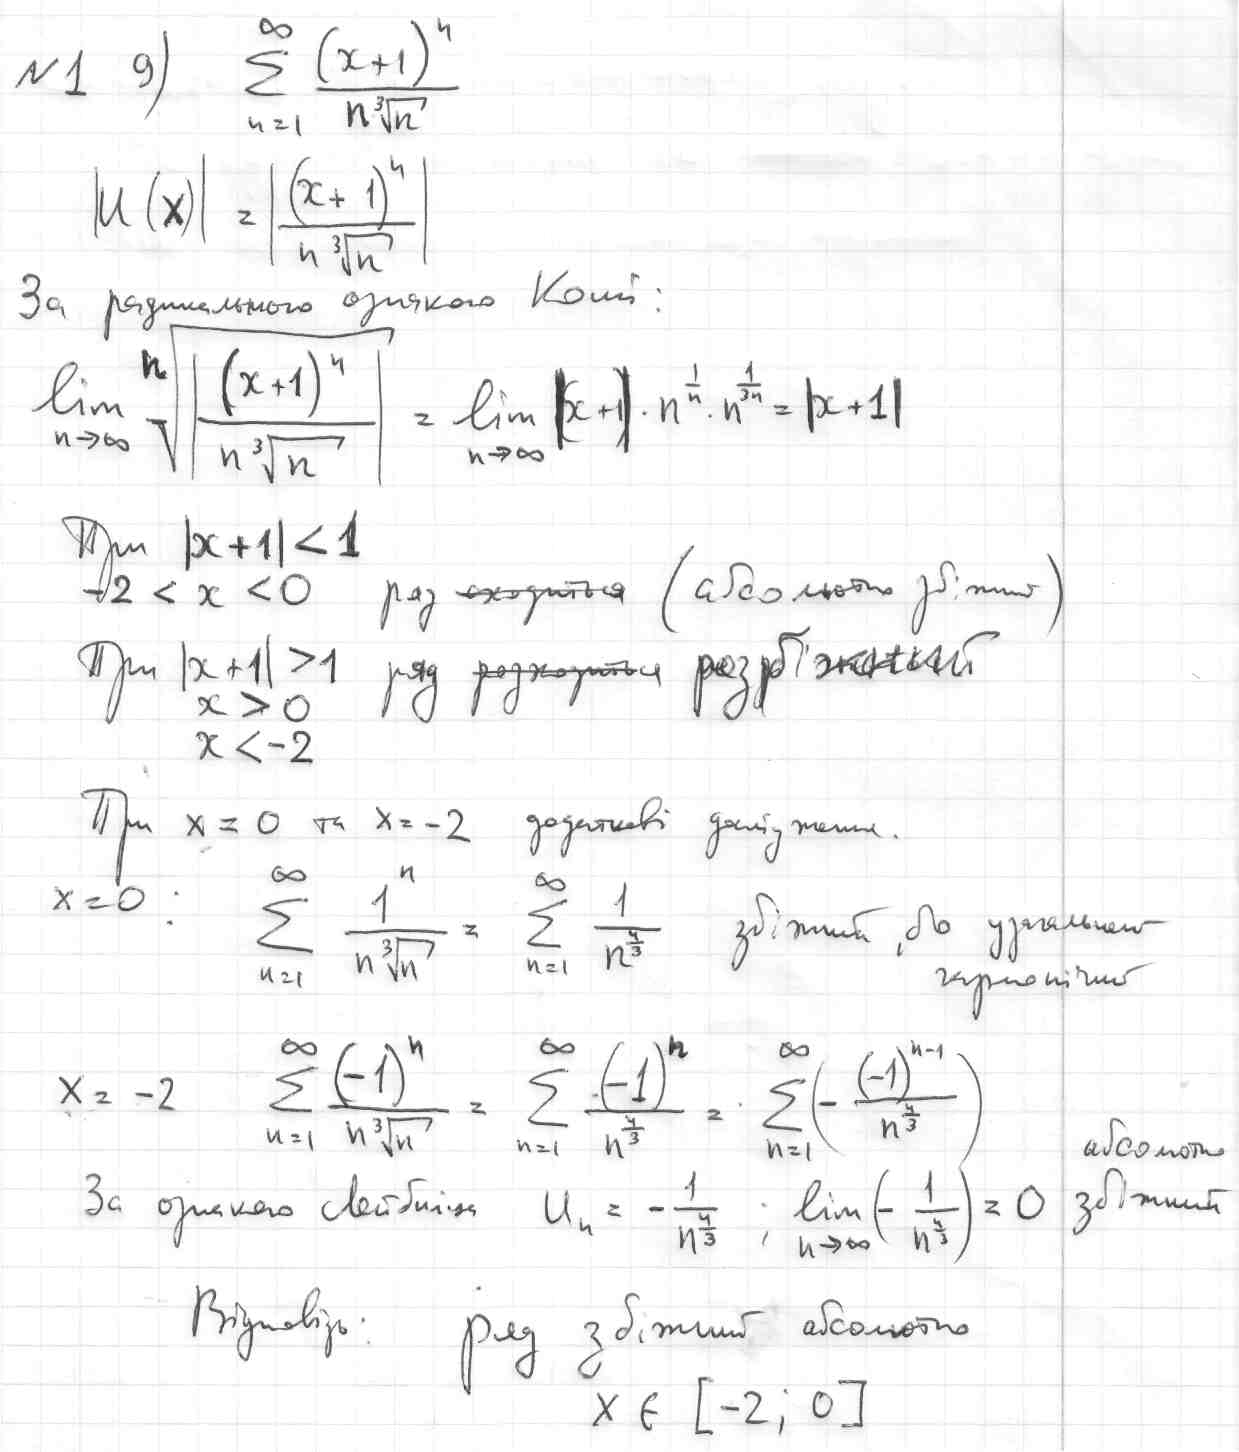 №1 9) \sum_{n=1}^{\infty} \frac{(x+1)^n}{n\sqrt[3]{n}}
|U(x)| = \left|\frac{(x+1)^n}{n\sqrt[3]{n}}\right|
За радикального ознакою Коші:
\lim_{n\to\infty} \sqrt[n]{\left|\frac{(x+1)^n}{n\sqrt[3]{n}}\right|} = \lim_{n\to\infty} |x+1| \cdot n^{\frac{1}{n}} \cdot n^{\frac{1}{3n}} = |x+1|
При |x+1| < 1
-2 < x < 0 ряд сходиться (абсолютно збіжний)
При |x+1| > 1 ряд розходиться розбіжний
x > 0
x < -2
При x = 0 та x = -2 додаткові дослідження.
x = 0: \sum_{n=1}^{\infty} \frac{1^n}{n\sqrt[3]{n}} = \sum_{n=1}^{\infty} \frac{1}{n^{\frac{4}{3}}} збіжний, бо узагальнений
гармонічний
x = -2 \sum_{n=1}^{\infty} \frac{(-1)^n}{n\sqrt[3]{n}} = \sum_{n=1}^{\infty} \frac{(-1)^n}{n^{\frac{4}{3}}} = \sum_{n=1}^{\infty} \left(-\frac{(-1)^{n-1}}{n^{\frac{4}{3}}}\right)
За ознакою Лейбніца U_n = -\frac{1}{n^{\frac{4}{3}}} ; \lim_{n\to\infty} \left(-\frac{1}{n^{\frac{4}{3}}}\right) = 0 абсолютно збіжний
Відповідь: ряд збіжний абсолютно
x ∈ [-2; 0]